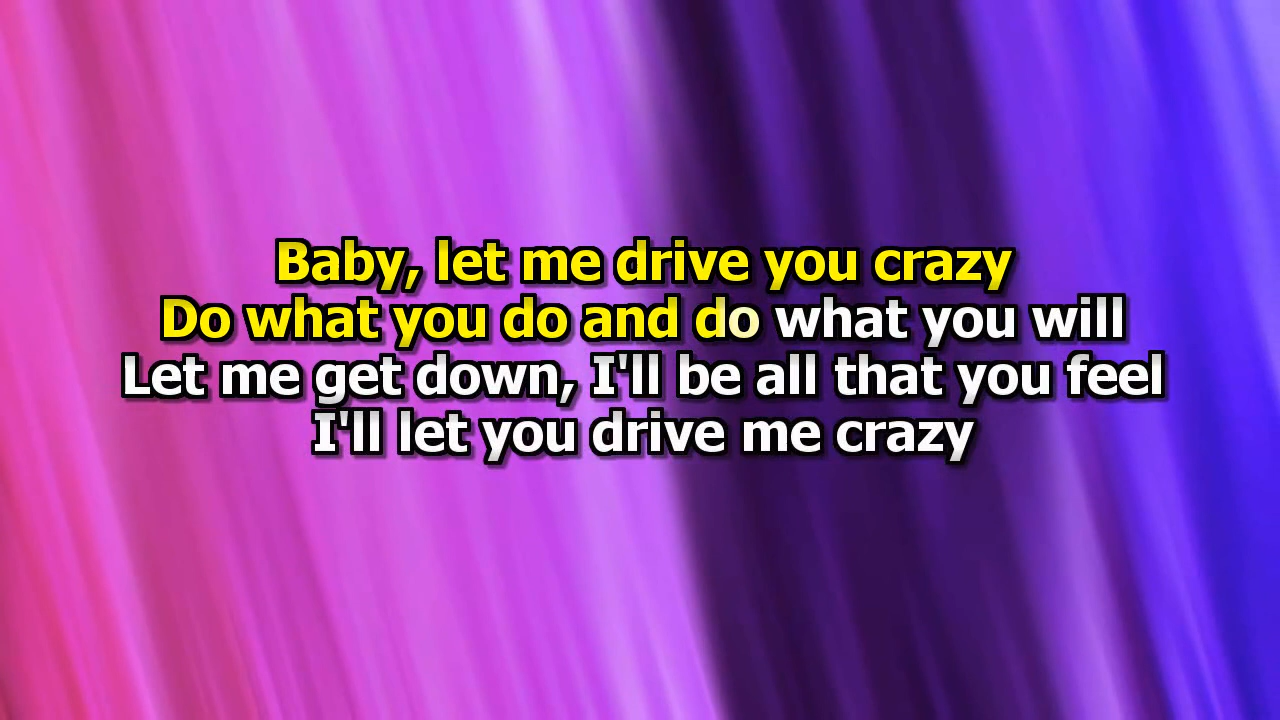 Baby, let me drive you crazy
Do what you do and do what you will
Let me get down, I'll be all that you feel
I'll let you drive me crazy